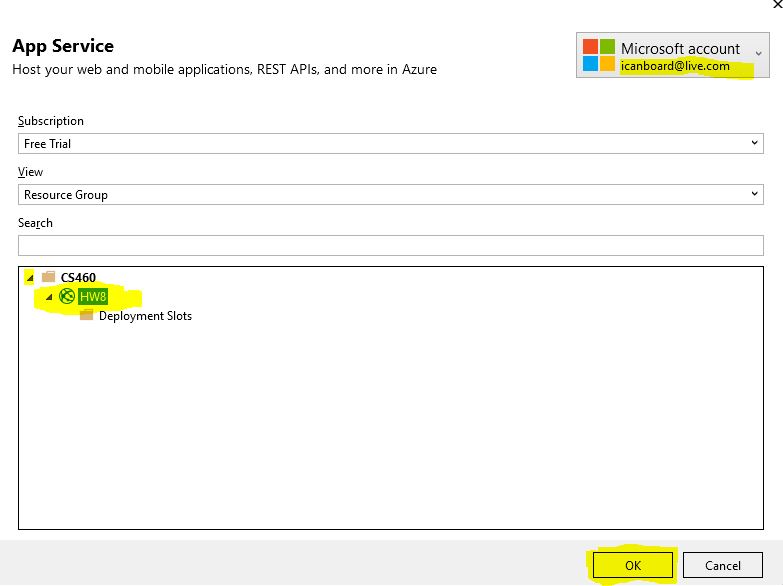 App Service
Host your web and mobile applications, REST APIs, and more in Azure
Microsoft account
icanboard@live.com
Subscription
Free Trial
View
Resource Group
Search
CS460
HW8
Deployment Slots
OK
Cancel